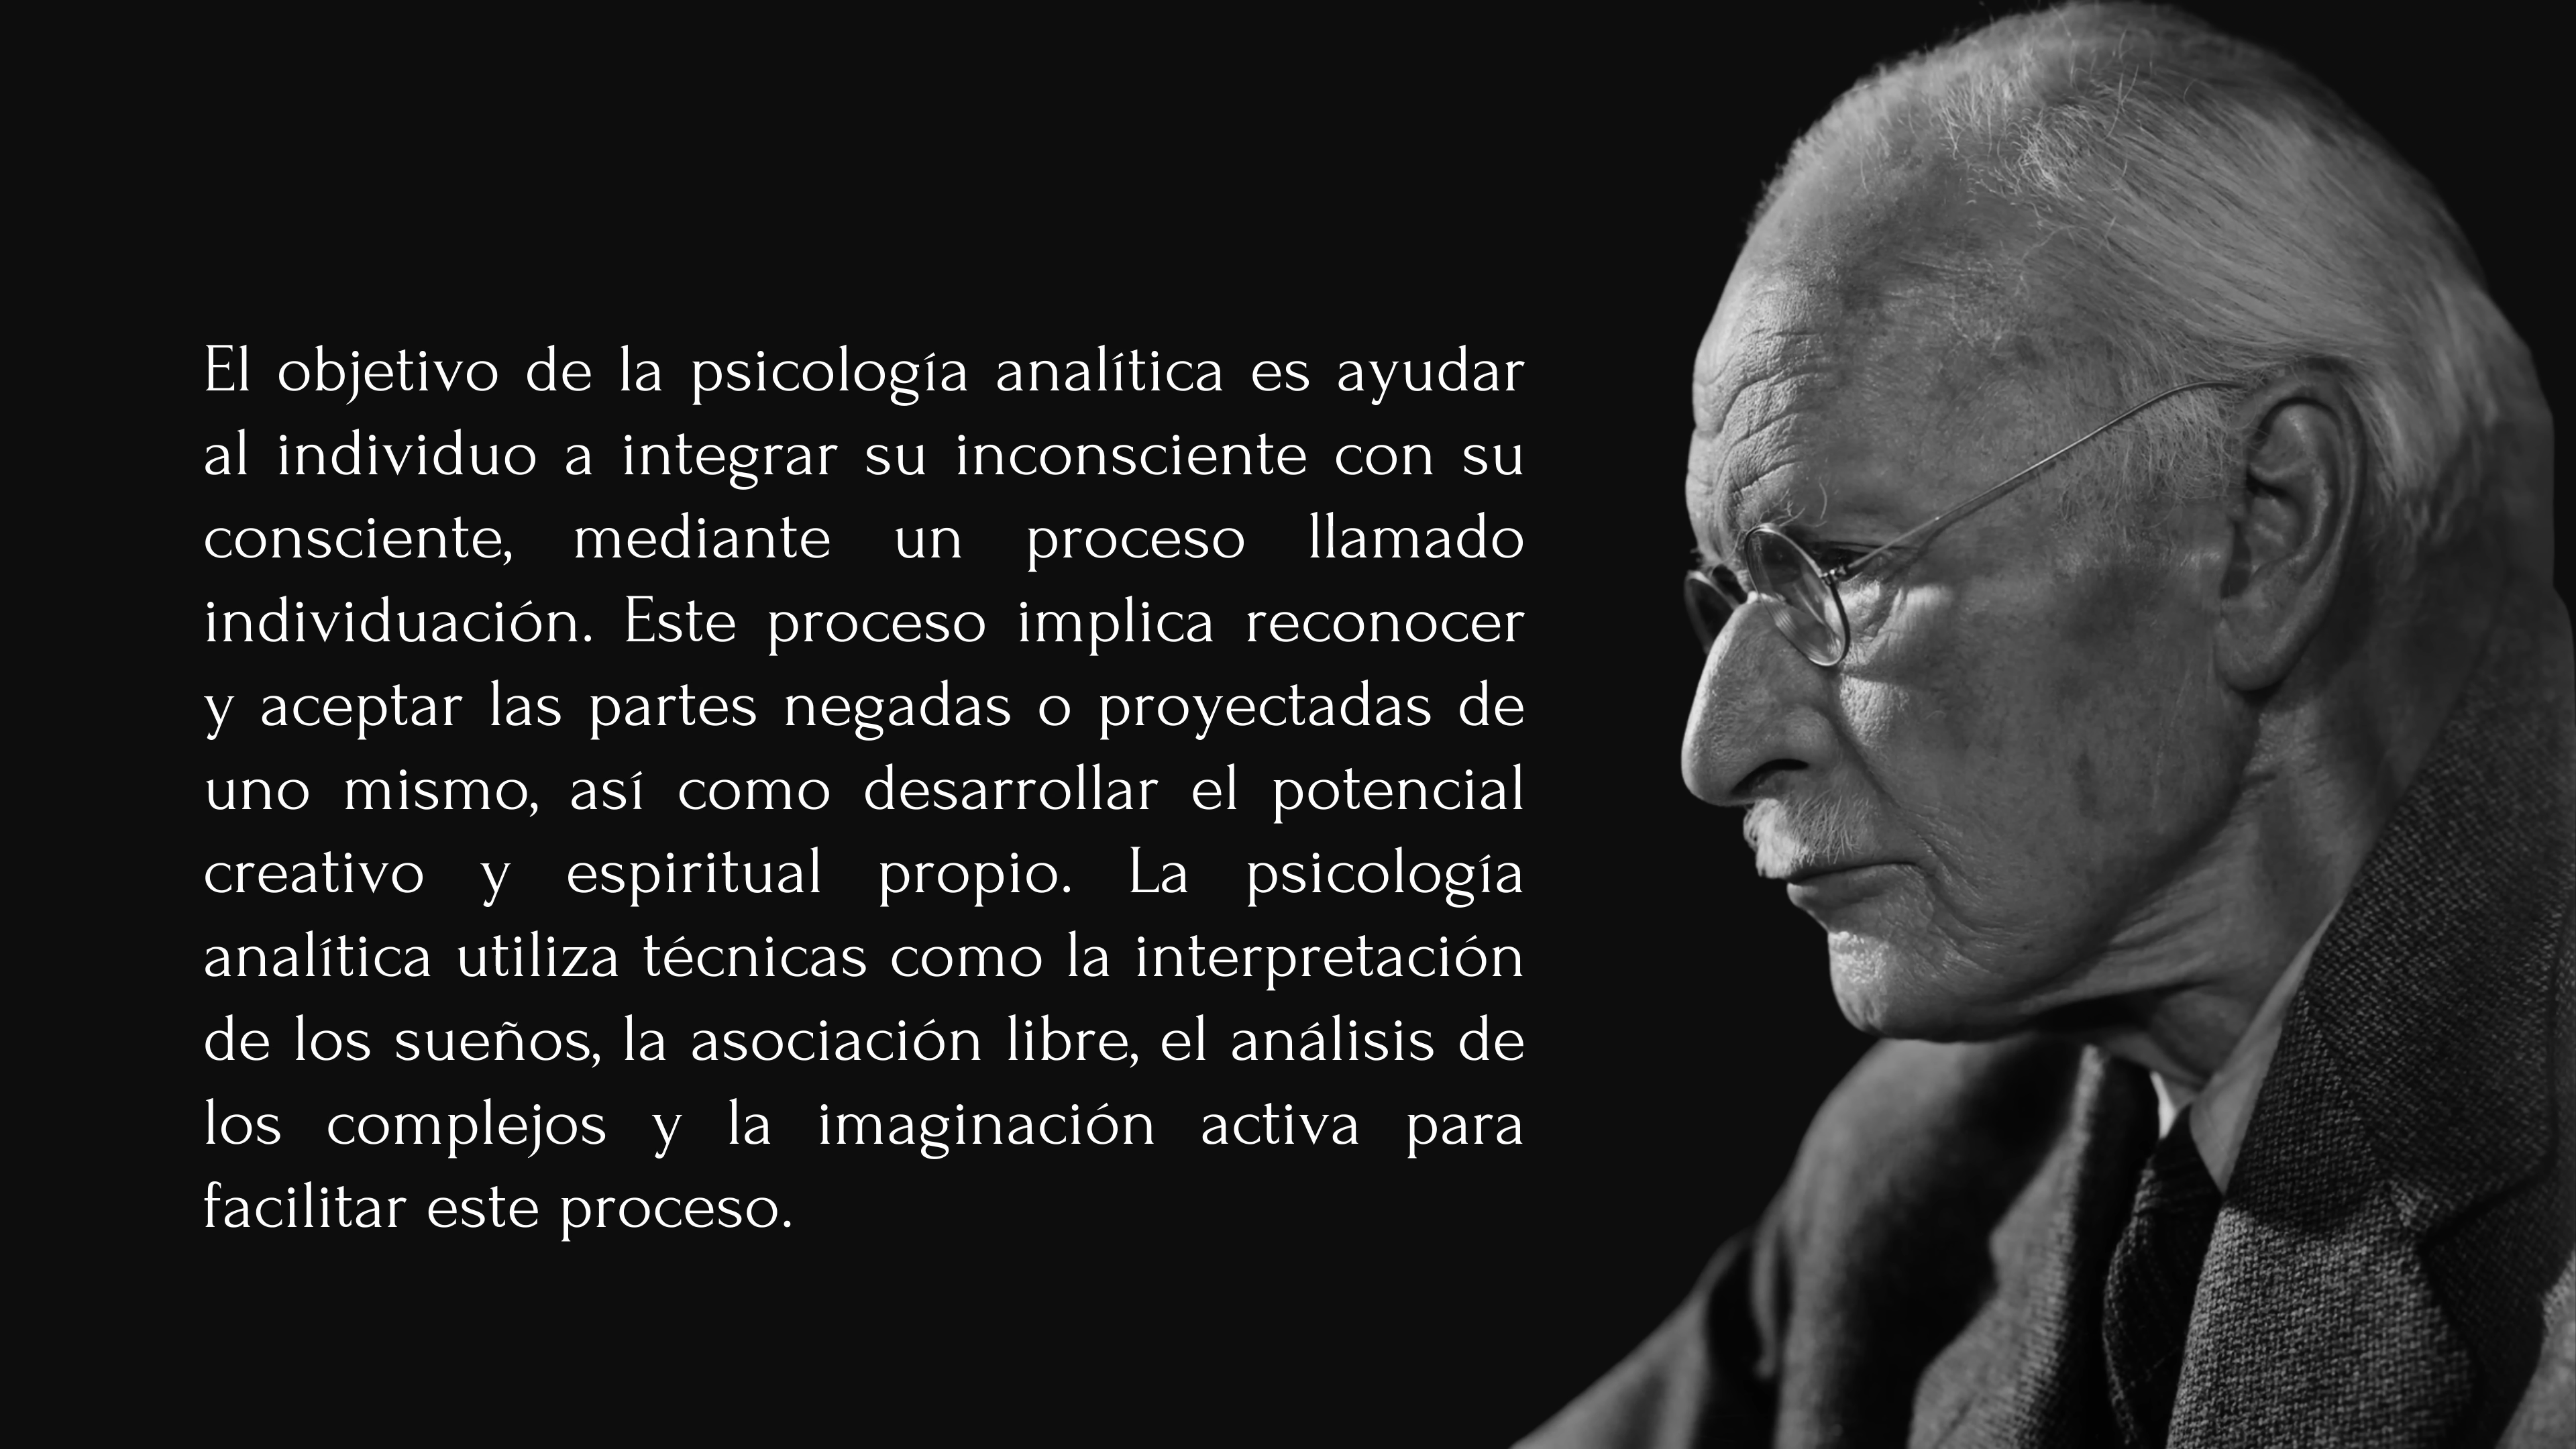 El objetivo de la psicología analítica es ayudar
al individuo a integrar su inconsciente con su
consciente, mediante un proceso llamado
individuación. Este proceso implica reconocer
y aceptar las partes negadas o proyectadas de
uno mismo, así como desarrollar el potencial
creativo y espiritual propio. La psicología
analítica utiliza técnicas como la interpretación
de los sueños, la asociación libre, el análisis de
los complejos y la imaginación activa para
facilitar este proceso.